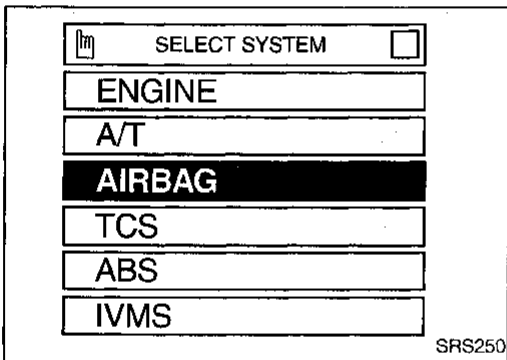 SELECT SYSTEM
ENGINE
A/T
AIRBAG
TCS
ABS
IVMS
SRS250